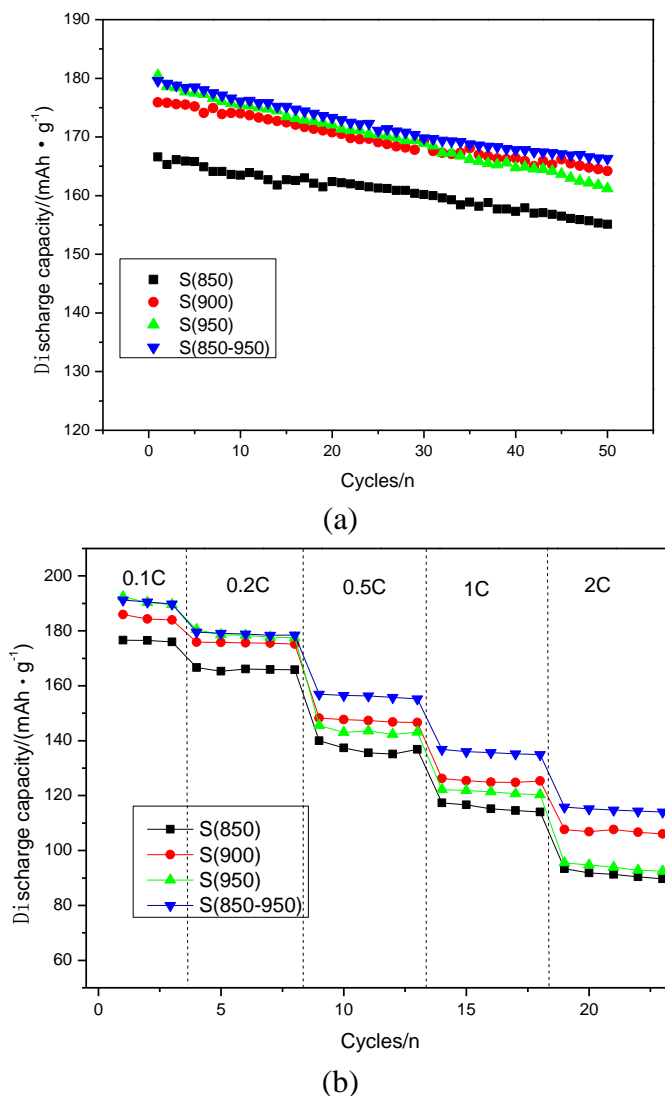 190
180
170
160
150
140
130
120
Discharge capacity/(mAh • g⁻¹)
S(850)
S(900)
S(950)
S(850-950)
0 10 20 30 40 50
Cycles/n
(a)
0.1C 0.2C 0.5C 1C 2C
200
180
160
140
120
100
80
60
Discharge capacity/(mAh • g⁻¹)
S(850)
S(900)
S(950)
S(850-950)
0 5 10 15 20
Cycles/n
(b)